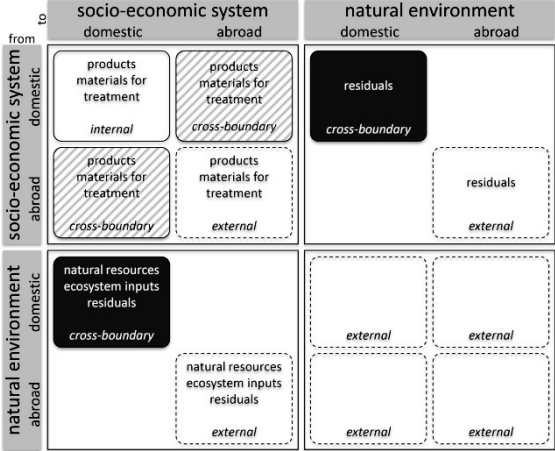 to
from
socio-economic system
natural environment
domestic
abroad
domestic
abroad
socio-economic system
domestic
products
materials for
treatment
internal
products
materials for
treatment
cross-boundary
residuals
cross-boundary
abroad
products
materials for
treatment
cross-boundary
products
materials for
treatment
external
residuals
external
natural environment
domestic
natural resources
ecosystem inputs
residuals
cross-boundary
external
external
abroad
natural resources
ecosystem inputs
residuals
external
external
external